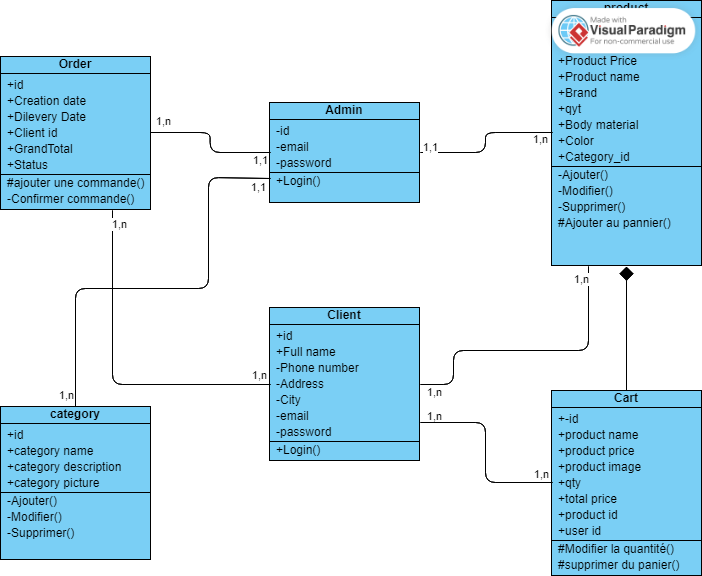 Order
+id
+Creation date
+Dilevery Date
+Client id
+GrandTotal
+Status
#ajouter une commande()
-Confirmer commande()
1,n
1,1
1,n
Admin
-id
-email
-password
+Login()
1,1
1,1
1,n
product
Made with
VisualParadigm
For non-commercial use
+Product Price
+Product name
+Brand
+qyt
+Body material
+Color
+Category_id
-Ajouter()
-Modifier()
-Supprimer()
#Ajouter au pannier()
1,n
Client
+id
+Full name
-Phone number
-Address
-City
-email
-password
+Login()
1,n
1,n
1,n
1,n
category
+id
+category name
+category description
+category picture
-Ajouter()
-Modifier()
-Supprimer()
1,n
Cart
+-id
+product name
+product price
+product image
+qty
+total price
+product id
+user id
#Modifier la quantité()
#supprimer du panier()